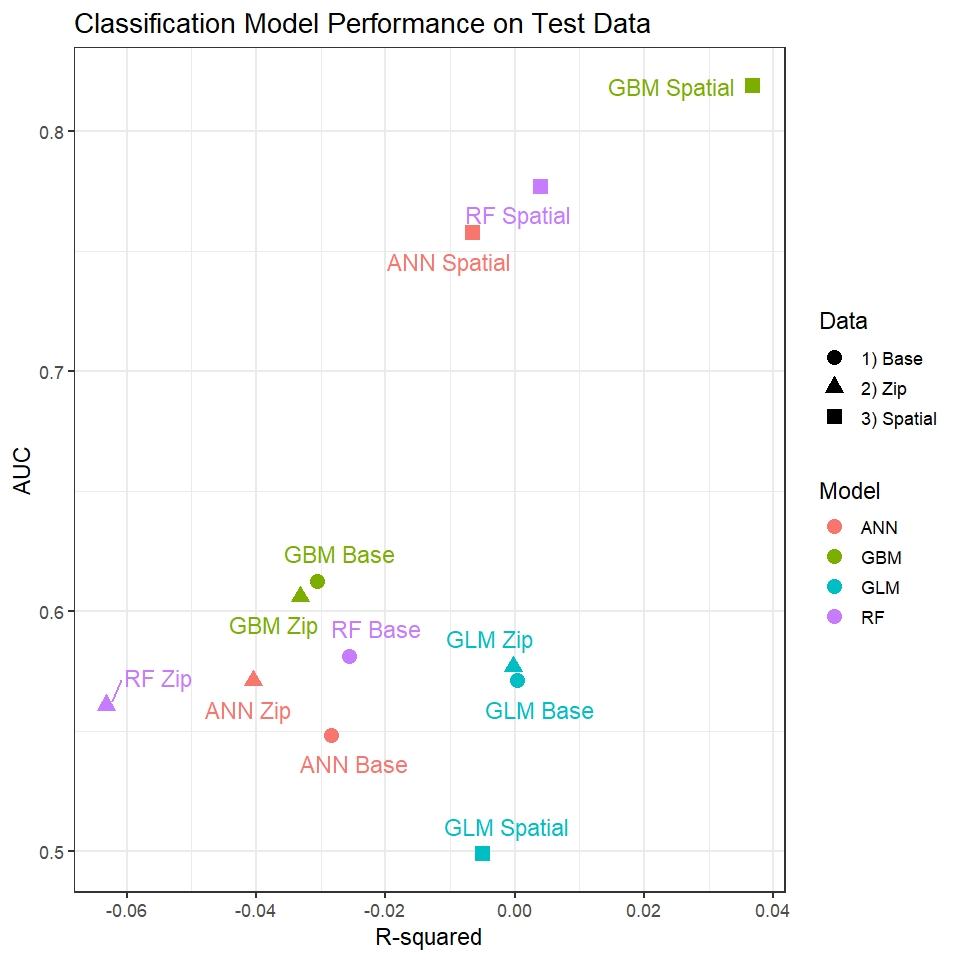 Classification Model Performance on Test Data
GBM Spatial
0.8
RF Spatial
ANN Spatial
0.7
AUC
GBM Base
0.6
GBM Zip
RF Base
GLM Zip
RF Zip
ANN Zip
GLM Base
ANN Base
GLM Spatial
0.5
-0.06
-0.04
-0.02
0.00
0.02
0.04
R-squared
Data
1) Base
2) Zip
3) Spatial
Model
ANN
GBM
GLM
RF